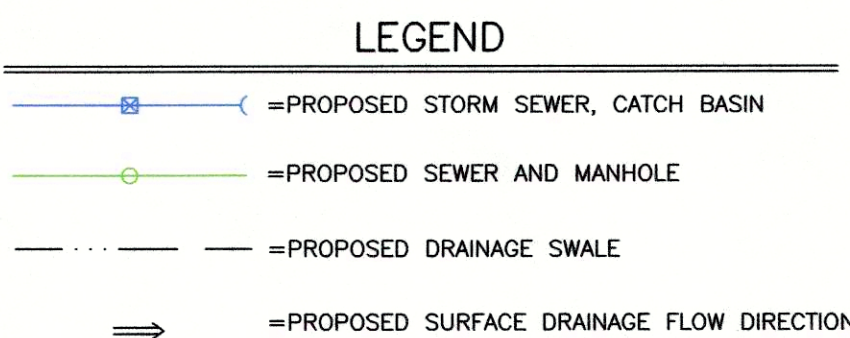 LEGEND
=PROPOSED STORM SEWER, CATCH BASIN
=PROPOSED SEWER AND MANHOLE
=PROPOSED DRAINAGE SWALE
=PROPOSED SURFACE DRAINAGE FLOW DIRECTION